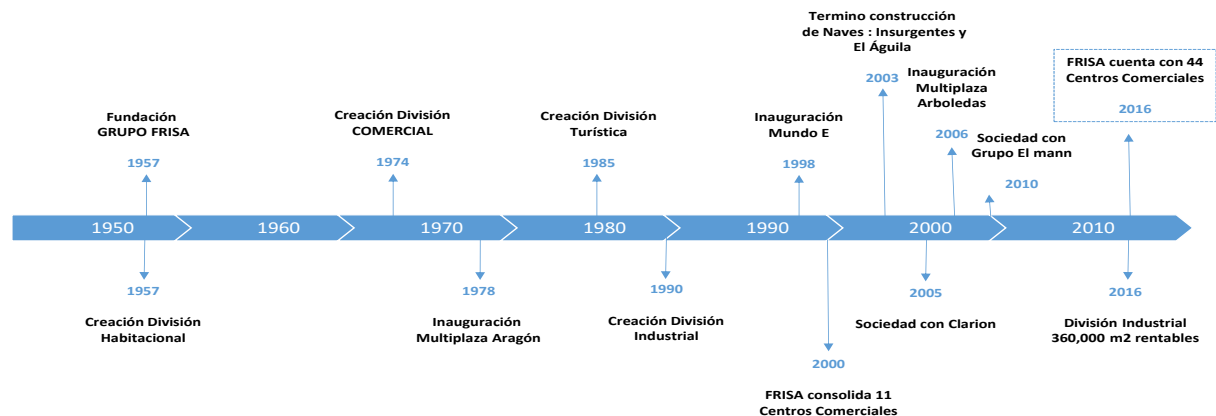 Termino construcción
de Naves : Insurgentes y
El Águila
2003
Inauguración
Multiplaza
Arboledas
2006
FRISA cuenta con 44
Centros Comerciales
2016
Fundación
GRUPO FRISA
1957
Creación División
COMERCIAL
1974
Creación División
Turística
1985
Inauguración
Mundo E
1998
Sociedad con
Grupo El mann
2010
1950
1960
1970
1980
1990
2000
2010
1957
Creación División
Habitacional
1978
Inauguración
Multiplaza Aragón
1990
Creación División
Industrial
2000
FRISA consolida 11
Centros Comerciales
2005
Sociedad con Clarion
2016
División Industrial
360,000 m2 rentables